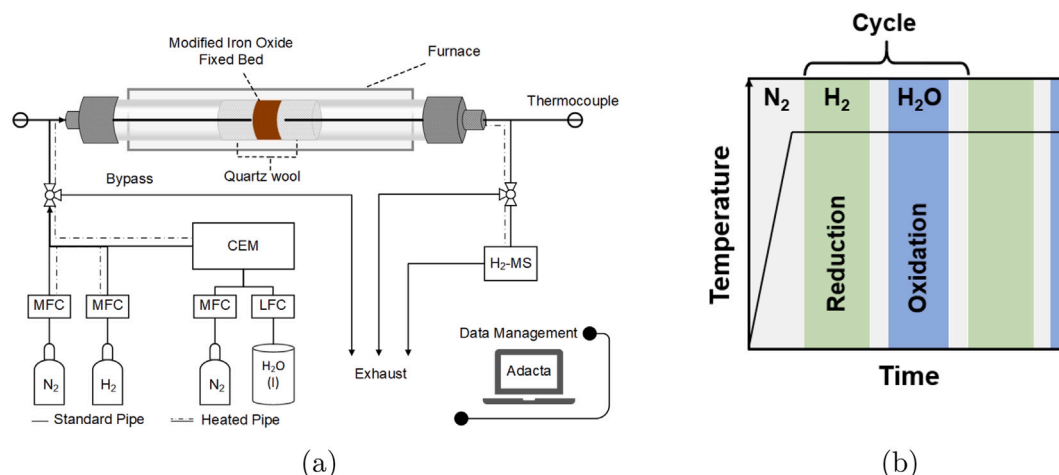 Modified Iron Oxide
Fixed Bed
Furnace
Thermocouple
Quartz wool
Bypass
CEM
H₂-MS
MFC
MFC
MFC
LFC
N₂
H₂
N₂
H₂O
(l)
Exhaust
Data Management
Adacta
Standard Pipe
Heated Pipe
(a)
Cycle
N₂
H₂
H₂O
Temperature
Reduction
Oxidation
Time
(b)